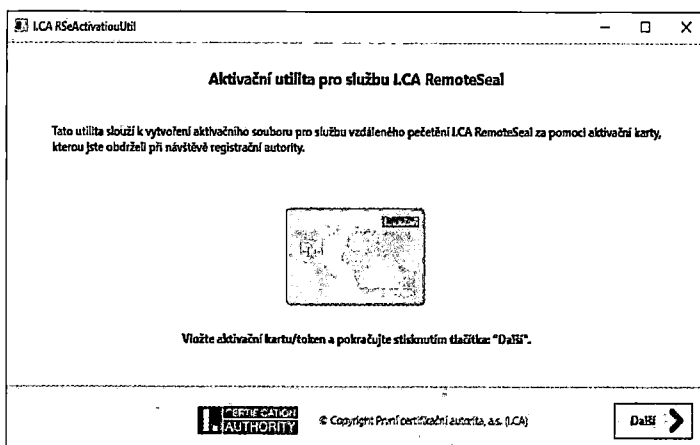 I.CA RSeActivationUtil
Aktivační utilita pro službu I.CA RemoteSeal
Tato utilita slouží k vytvoření aktivačního souboru pro službu vzdáleného pečetění I.CA RemoteSeal za pomoci aktivační karty,
kterou jste obdrželi při návštěvě registrační autority.
Vložte aktivační kartu/token a pokračujte stisknutím tlačítka: "Další".
I. CERTIFICATION
AUTHORITY
© Copyright První certifikační autorita, a.s. (I.CA)
Další